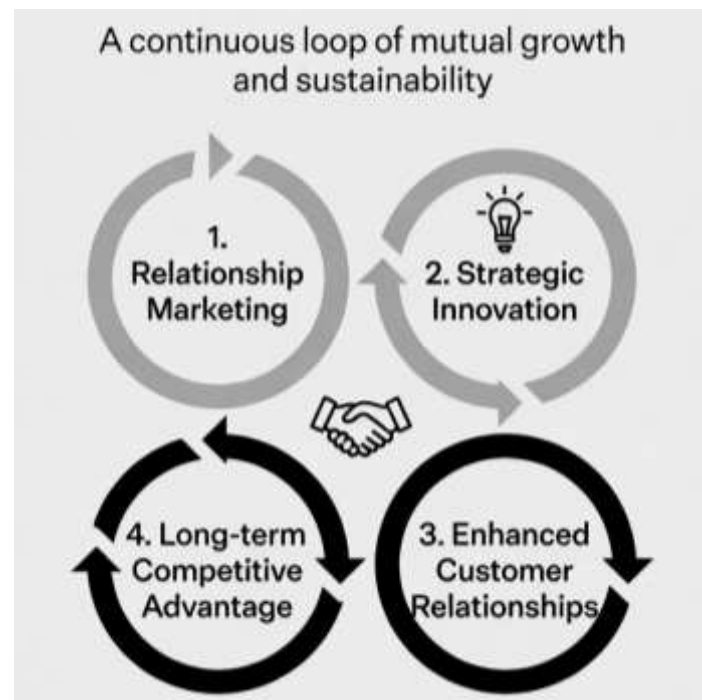 A continuous loop of mutual growth
and sustainability
1.
Relationship
Marketing
2. Strategic
Innovation
3. Enhanced
Customer
Relationships
4. Long-term
Competitive
Advantage